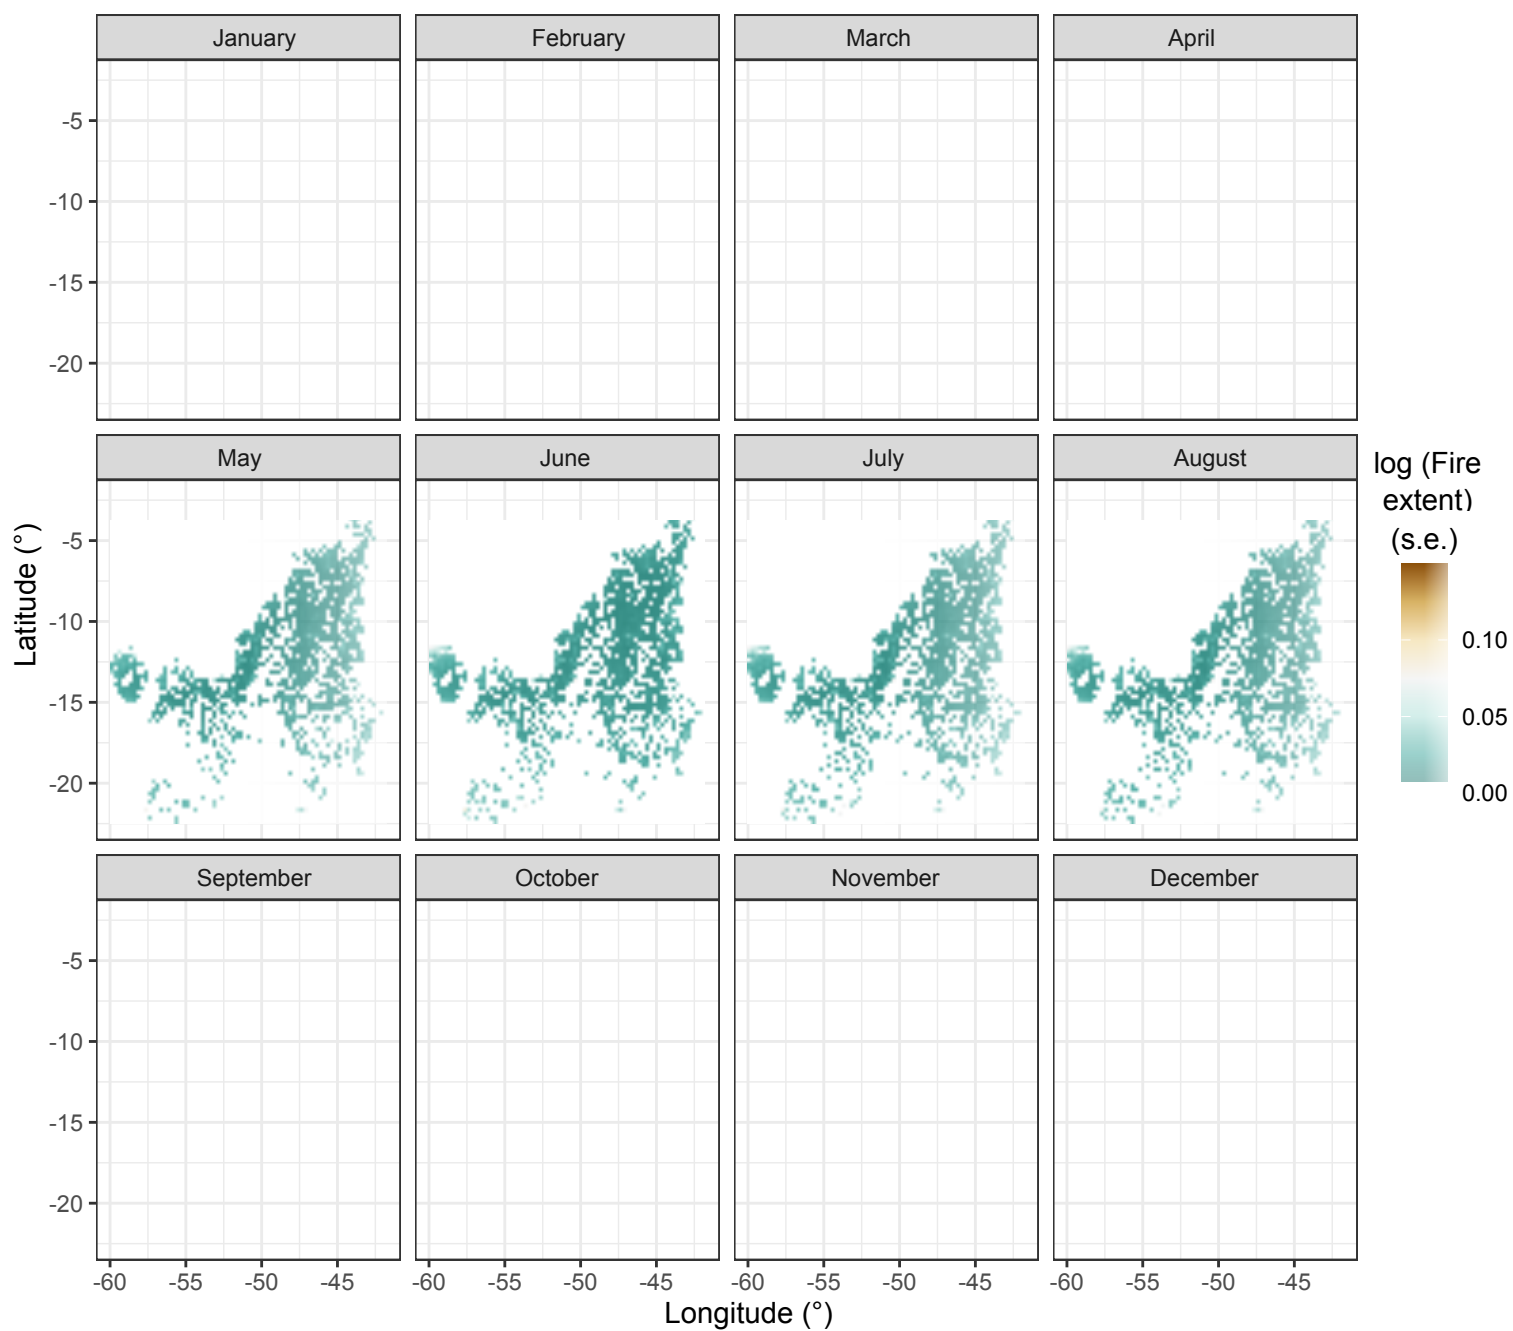 January February March April
-5
-10
-15
-20
May June July August
-5
-10
-15
-20
log (Fire
extent)
(s.e.)
0.10
0.05
0.00
Latitude (°)
September October November December
-5
-10
-15
-20
-60 -55 -50 -45 -60 -55 -50 -45 -60 -55 -50 -45 -60 -55 -50 -45
Longitude (°)